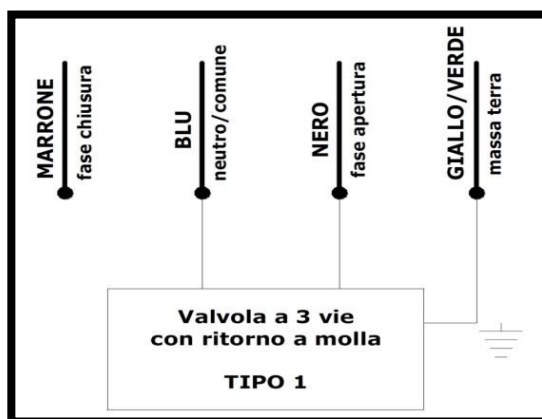 MARRONE
fase chiusura
BLU
neutro/comune
NERO
fase apertura
GIALLO/VERDE
massa terra
Valvola a 3 vie
con ritorno a molla
TIPO 1